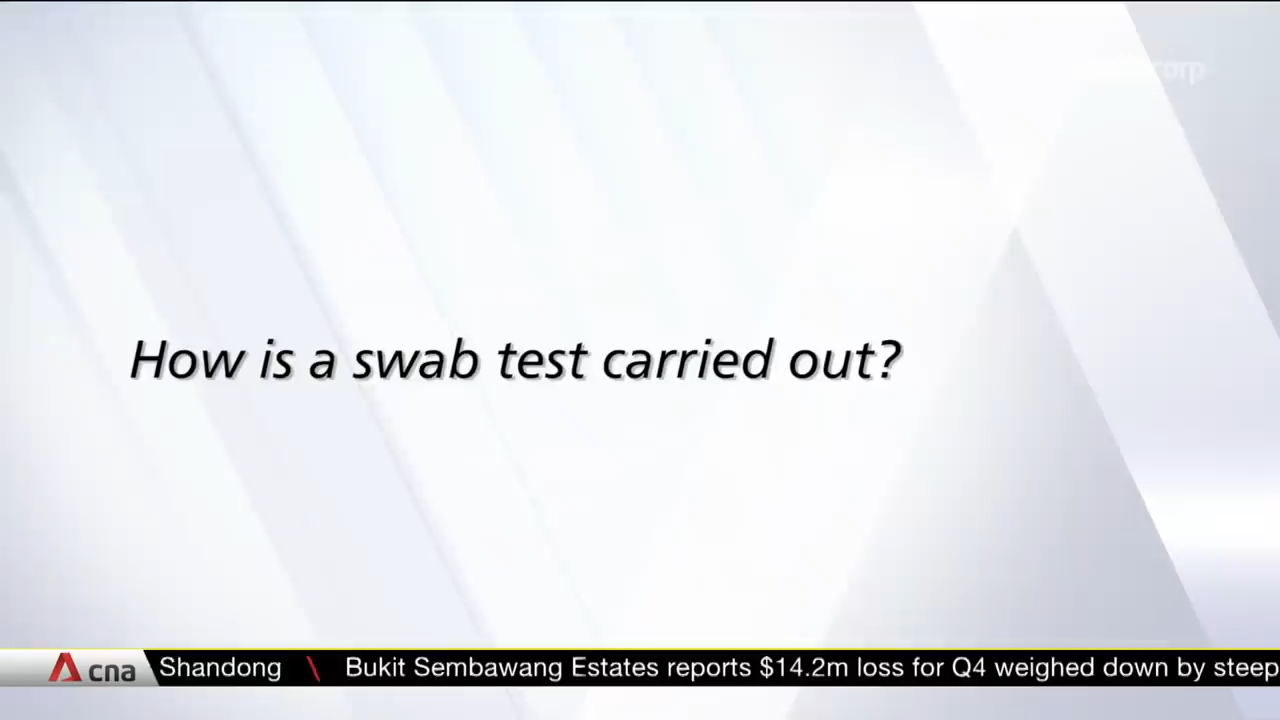 How is a swab test carried out?
cna
Shandong \ Bukit Sembawang Estates reports $14.2m loss for Q4 weighed down by steep